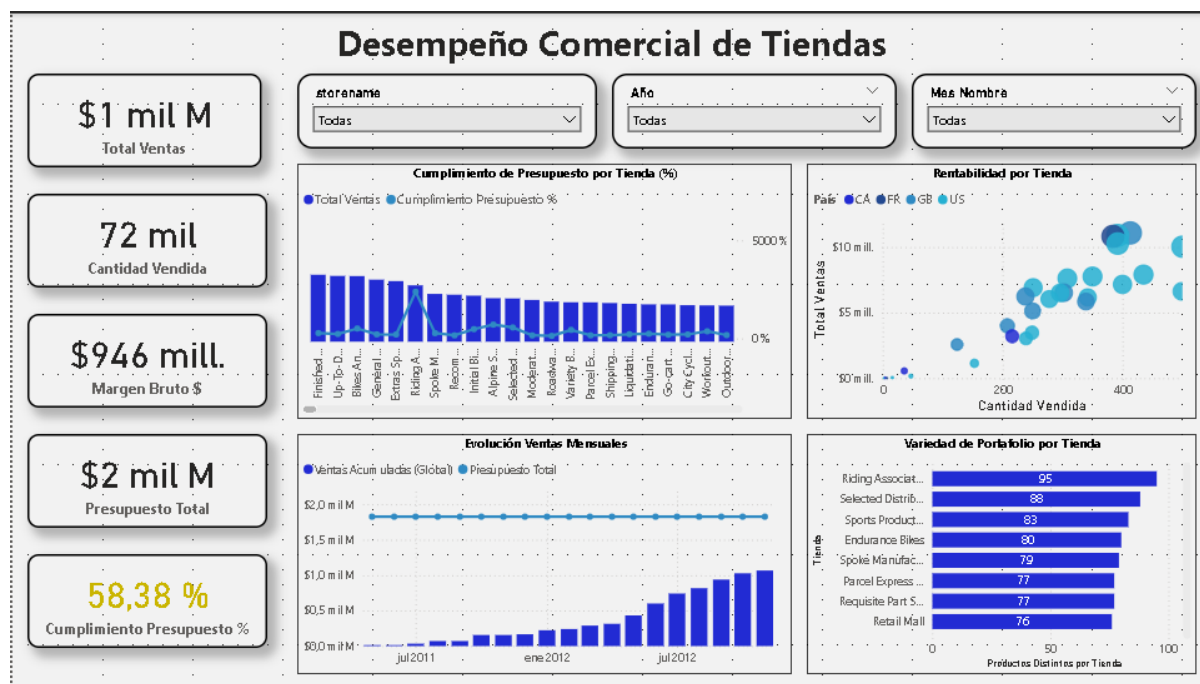 Desempeño Comercial de Tiendas
$1 mil M
Total Ventas
72 mil
Cantidad Vendida
$946 mill.
Margen Bruto $
$2 mil M
Presupuesto Total
58,38 %
Cumplimiento Presupuesto %
storename
Todas
Año
Todas
Mes Nombre
Todas
Cumplimiento de Presupuesto por Tienda (%)
Total Ventas Cumplimiento Presupuesto %
5000 %
0 %
Finished ...
Up-To-D...
Bikes An...
General ...
Extras Sp...
Riding A...
Spoke M...
Recom ...
Initial Bi...
Alpine S...
Selected ...
Moderat...
Roadwa...
Variety B...
Parcel Ex...
Shipping...
Liquidati...
Enduran...
Go-cart ...
City Cycl...
Workout...
Outdoor...
Rentabilidad por Tienda
País CA FR GB US
Total Ventas
$10 mill.
$5 mill.
$0 mill.
0 200 400
Cantidad Vendida
Evolución Ventas Mensuales
Ventas Acumuladas (Global) Presupuesto Total
$2,0 mil M
$1,5 mil M
$1,0 mil M
$0,5 mil M
$0,0 mil M
jul 2011 ene 2012 jul 2012
Variedad de Portafolio por Tienda
Tienda
Riding Associat... 95
Selected Distrib... 88
Sports Product... 83
Endurance Bikes 80
Spoke Manufac... 79
Parcel Express ... 77
Requisite Part S... 77
Retail Mall 76
0 50 100
Productos Distintos por Tienda